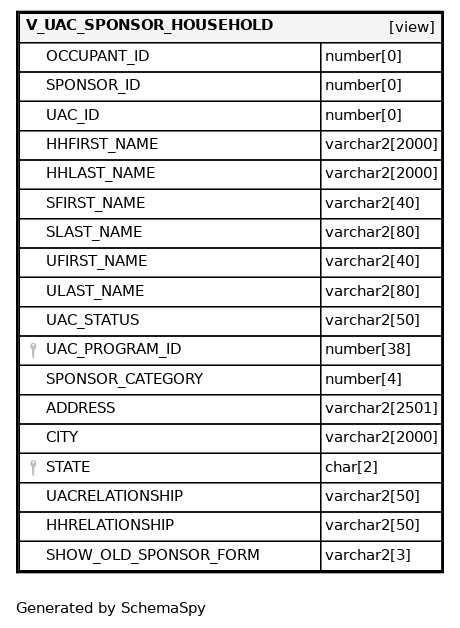 V_UAC_SPONSOR_HOUSEHOLD [view]
OCCUPANT_ID number[0]
SPONSOR_ID number[0]
UAC_ID number[0]
HHFIRST_NAME varchar2[2000]
HHLAST_NAME varchar2[2000]
SFIRST_NAME varchar2[40]
SLAST_NAME varchar2[80]
UFIRST_NAME varchar2[40]
ULAST_NAME varchar2[80]
UAC_STATUS varchar2[50]
UAC_PROGRAM_ID number[38]
SPONSOR_CATEGORY number[4]
ADDRESS varchar2[2501]
CITY varchar2[2000]
STATE char[2]
UACRELATIONSHIP varchar2[50]
HHRELATIONSHIP varchar2[50]
SHOW_OLD_SPONSOR_FORM varchar2[3]
Generated by SchemaSpy